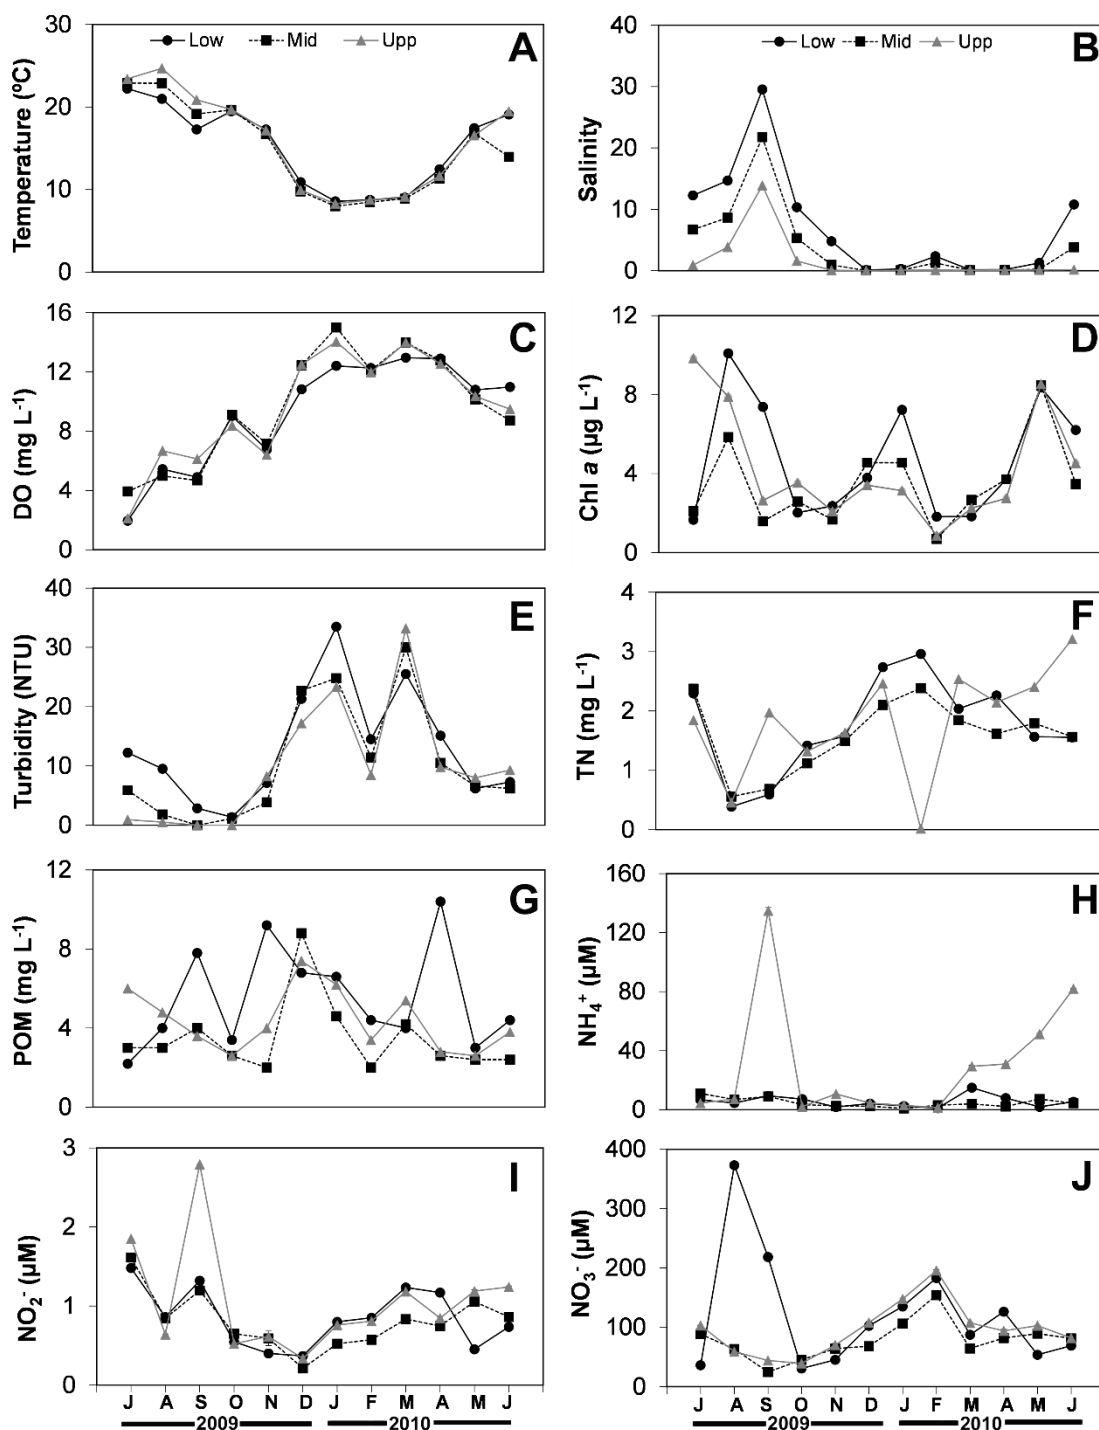 Low Mid Upp
A
Temperature (ºC)
30
20
10
0
Low Mid Upp
B
Salinity
40
30
20
10
0
C
DO (mg L-1)
16
12
8
4
0
D
Chl a (µg L-1)
12
8
4
0
E
Turbidity (NTU)
40
30
20
10
0
F
TN (mg L-1)
4
3
2
1
0
G
POM (mg L-1)
12
8
4
0
H
NH4+ (µM)
160
120
80
40
0
I
NO2- (µM)
3
2
1
0
J A S O N D J F M A M J
2009 2010
J
NO3- (µM)
400
300
200
100
0
J A S O N D J F M A M J
2009 2010